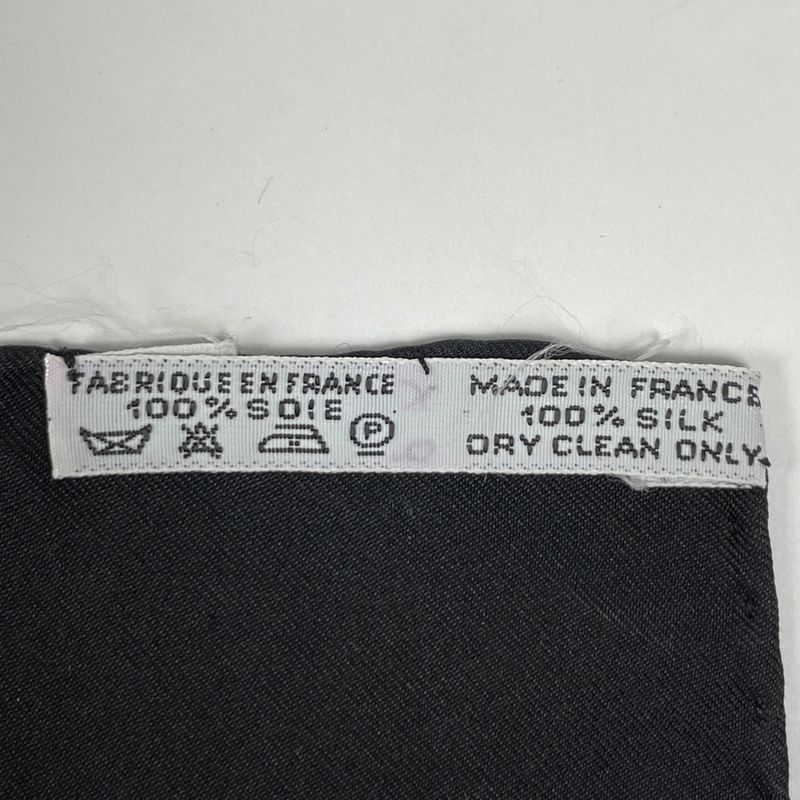 FABRIQUE EN FRANCE
100% SOIE
P
MADE IN FRANCE
100% SILK
DRY CLEAN ONLY